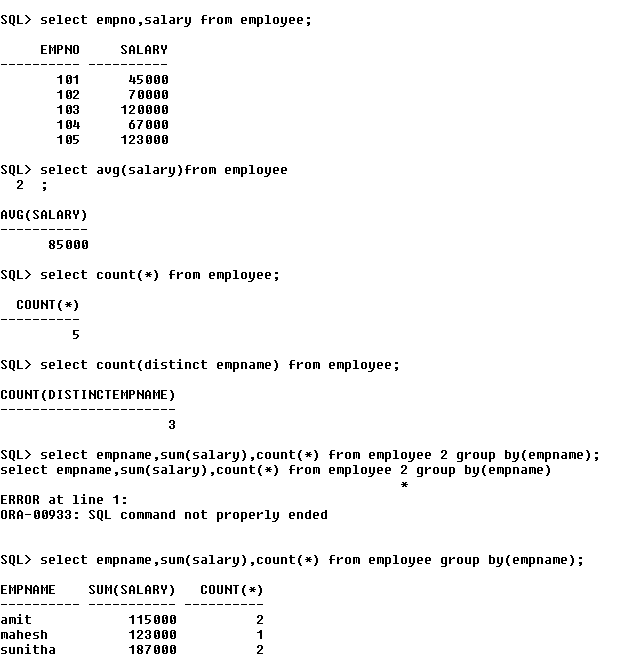 SQL> select empno,salary from employee;
EMPNO SALARY
---------- ----------
101 45000
102 70000
103 120000
104 67000
105 123000
SQL> select avg(salary)from employee
2 ;
AVG(SALARY)
-----------
85000
SQL> select count(*) from employee;
COUNT(*)
----------
5
SQL> select count(distinct empname) from employee;
COUNT(DISTINCTEMPNAME)
----------------------
3
SQL> select empname,sum(salary),count(*) from employee 2 group by(empname);
select empname,sum(salary),count(*) from employee 2 group by(empname)
*
ERROR at line 1:
ORA-00933: SQL command not properly ended
SQL> select empname,sum(salary),count(*) from employee group by(empname);
EMPNAME SUM(SALARY) COUNT(*)
---------- ----------- ----------
amit 115000 2
mahesh 123000 1
sunitha 187000 2